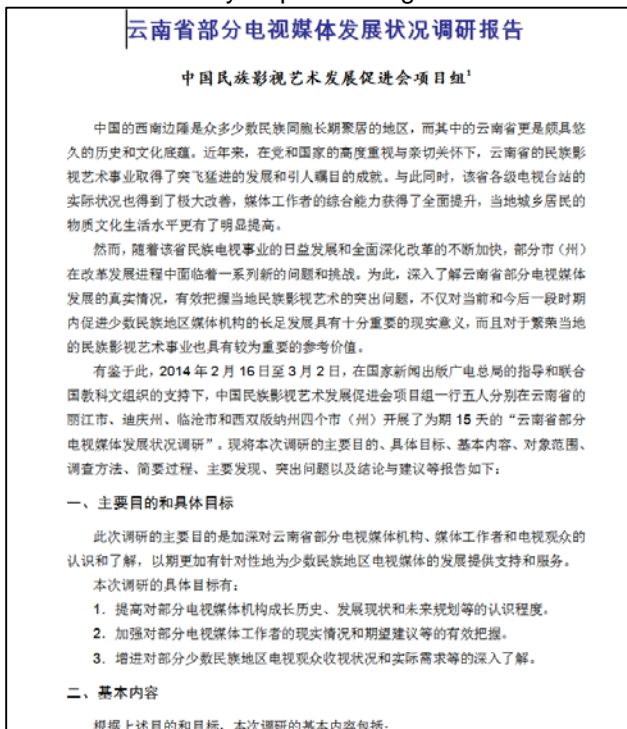 云南省部分电视媒体发展状况调研报告
中国民族影视艺术发展促进会项目组1
中国的西南边陲是众多少数民族同胞长期聚居的地区，而其中的云南省更是颇具悠
久的历史和文化底蕴。近年来，在党和国家的高度重视与亲切关怀下，云南省的民族影
视艺术事业取得了突飞猛进的发展和引人瞩目的成就。与此同时，该省各级电视台站的
实际状况也得到了极大改善，媒体工作者的综合能力获得了全面提升，当地城乡居民的
物质文化生活水平更有了明显提高。
然而，随着该省民族电视事业的日益发展和全面深化改革的不断加快，部分市（州）
在改革发展进程中面临着一系列新的问题和挑战。为此，深入了解云南省部分电视媒体
发展的真实情况，有效把握当地民族影视艺术的突出问题，不仅对当前和今后一段时期
内促进少数民族地区媒体机构的长足发展具有十分重要的现实意义，而且对于繁荣当地
的民族影视艺术事业也具有较为重要的参考价值。
有鉴于此，2014 年 2 月 16 日至 3 月 2 日，在国家新闻出版广电总局的指导和联合
国教科文组织的支持下，中国民族影视艺术发展促进会项目组一行五人分别在云南省的
丽江市、迪庆州、临沧市和西双版纳州四个市（州）开展了为期 15 天的“云南省部分
电视媒体发展状况调研”。现将本次调研的主要目的、具体目标、基本内容、对象范围、
调查方法、简要过程、主要发现、突出问题以及结论与建议等报告如下：
一、主要目的和具体目标
此次调研的主要目的是加深对云南省部分电视媒体机构、媒体工作者和电视观众的
认识和了解，以期更加有针对性地为少数民族地区电视媒体的发展提供支持和服务。
本次调研的具体目标有：
1. 提高对部分电视媒体机构成长历史、发展现状和未来规划等的认识程度。
2. 加强对部分电视媒体工作者的现实情况和期望建议等的有效把握。
3. 增进对部分少数民族地区电视观众收视状况和实际需求等的深入了解。
二、基本内容
根据上述目的和目标，本次调研的基本内容包括：